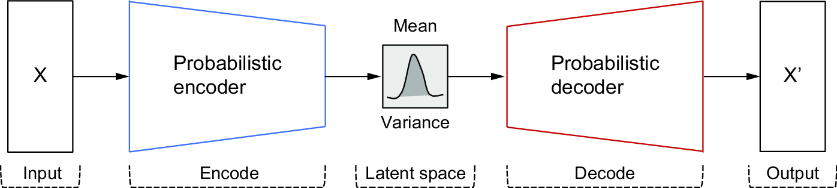 Mean
X
Probabilistic
encoder
Probabilistic
decoder
X’
Variance
Input
Encode
Latent space
Decode
Output